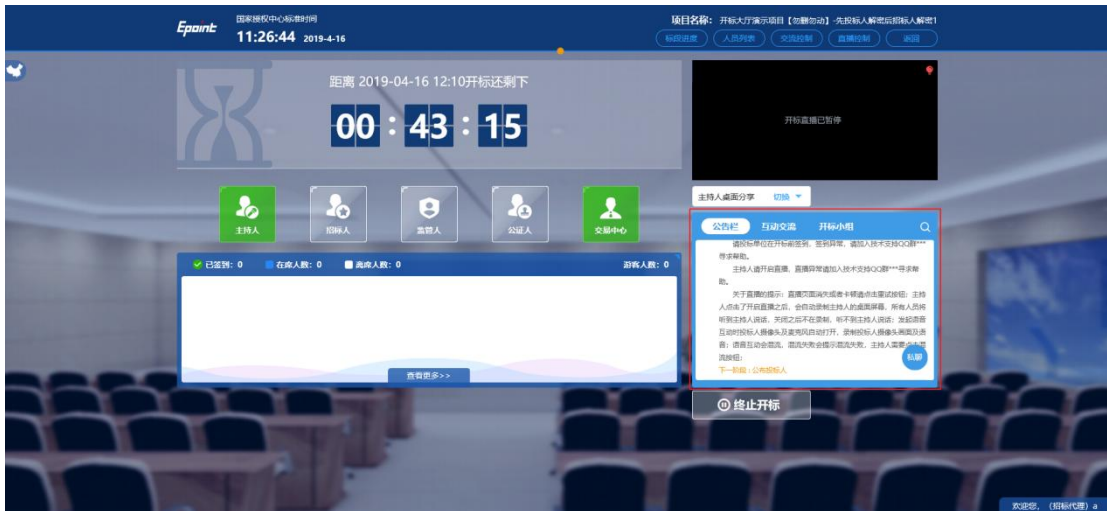 Epoint
国家授权中心标准时间
11:26:44 2019-4-16
项目名称: 开标大厅演示项目【勿删勿动】-先投标人解密后招标人解密1
标段进度
人员列表
交流控制
直播控制
返回
距离 2019-04-16 12:10开标还剩下
00 : 43 : 15
开标直播已暂停
主持人桌面分享 切换
主持人
招标人
监管人
公证人
交易中心
公告栏 互动交流 开标小组
请投标单位在开标前签到，签到异常，请加入技术支持QQ群***
寻求帮助。
主持人请开启直播，直播异常请加入技术支持QQ群***寻求帮
助。
关于直播的提示：直播页面消失或者卡顿请点击重试按钮；主持
人点击了开启直播之后，会自动录制主持人的桌面屏幕，所有人员将
听到主持人说话，关闭之后不在录制，听不到主持人说话；发起语音
互动时投标人摄像头及麦克风自动打开，录制投标人摄像头画面及语
音；语音互动会混流，混流失败会提示混流失败，主持人需要点击混
流按钮；
私聊
下一阶段：公布投标人
已签到: 0 在席人数: 0 离席人数: 0 游客人数: 0
查看更多>>
终止开标
欢迎您，(招标代理) a